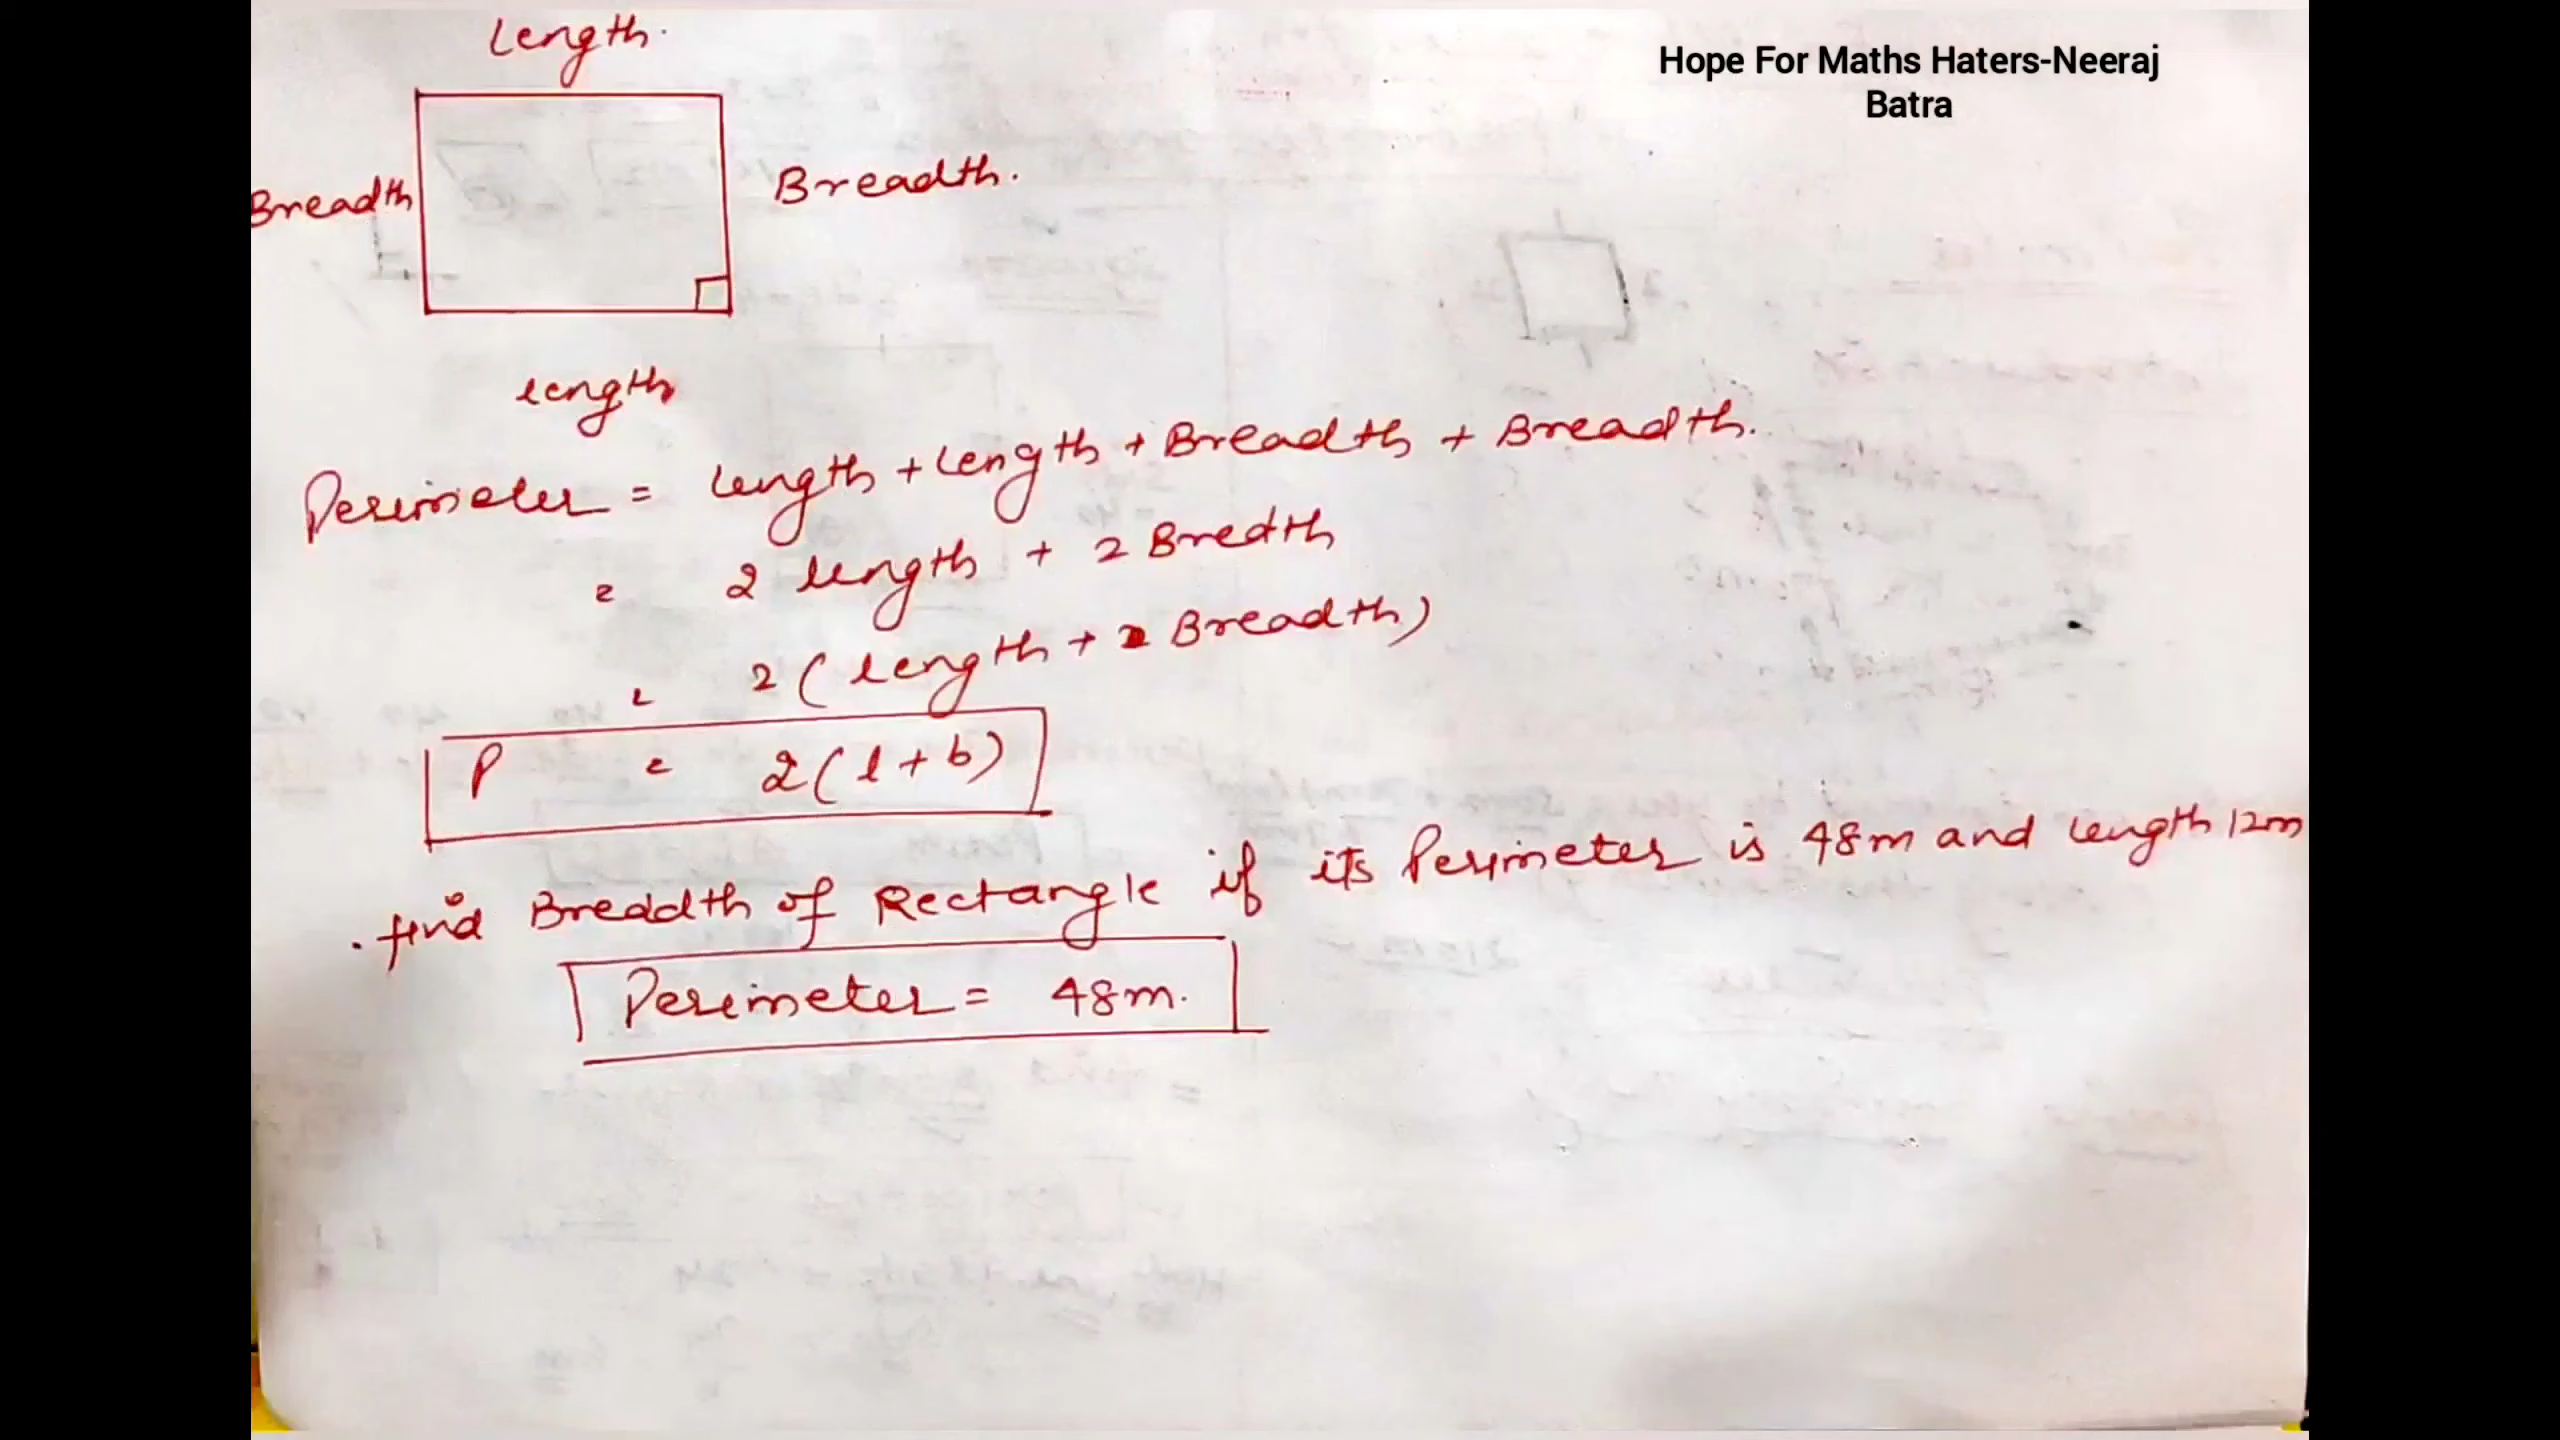 Hope For Maths Haters-Neeraj
Batra
Length.
Breadth
Breadth.
length
Perimeter = length + length + Breadth + Breadth.
= 2 length + 2 Bredth
= 2 ( length + Breadth)
P = 2 ( l + b )
. find Breadth of Rectangle if its Perimeter is 48m and length 12m
Perimeter = 48m.